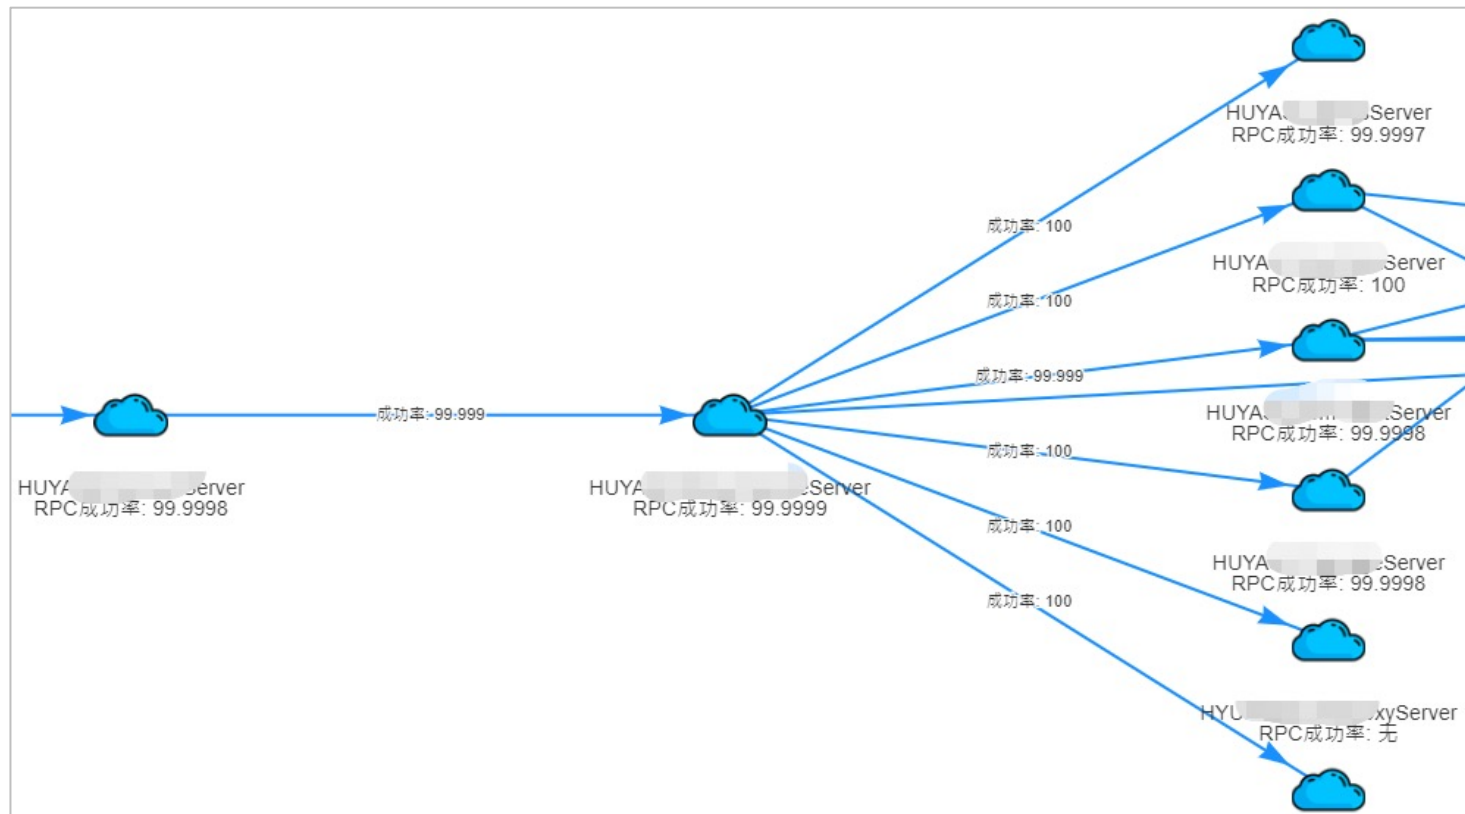 HUYA Server
RPC成功率: 99.9998
成功率: 99.999
HUYA eServer
RPC成功率: 99.9999
成功率: 100
成功率: 100
成功率: 99.999
成功率: 100
成功率: 100
成功率: 100
HUYA Server
RPC成功率: 99.9997
HUYA Server
RPC成功率: 100
HUYA Server
RPC成功率: 99.9998
HUYA Server
RPC成功率: 99.9998
HYU xyServer
RPC成功率: 无